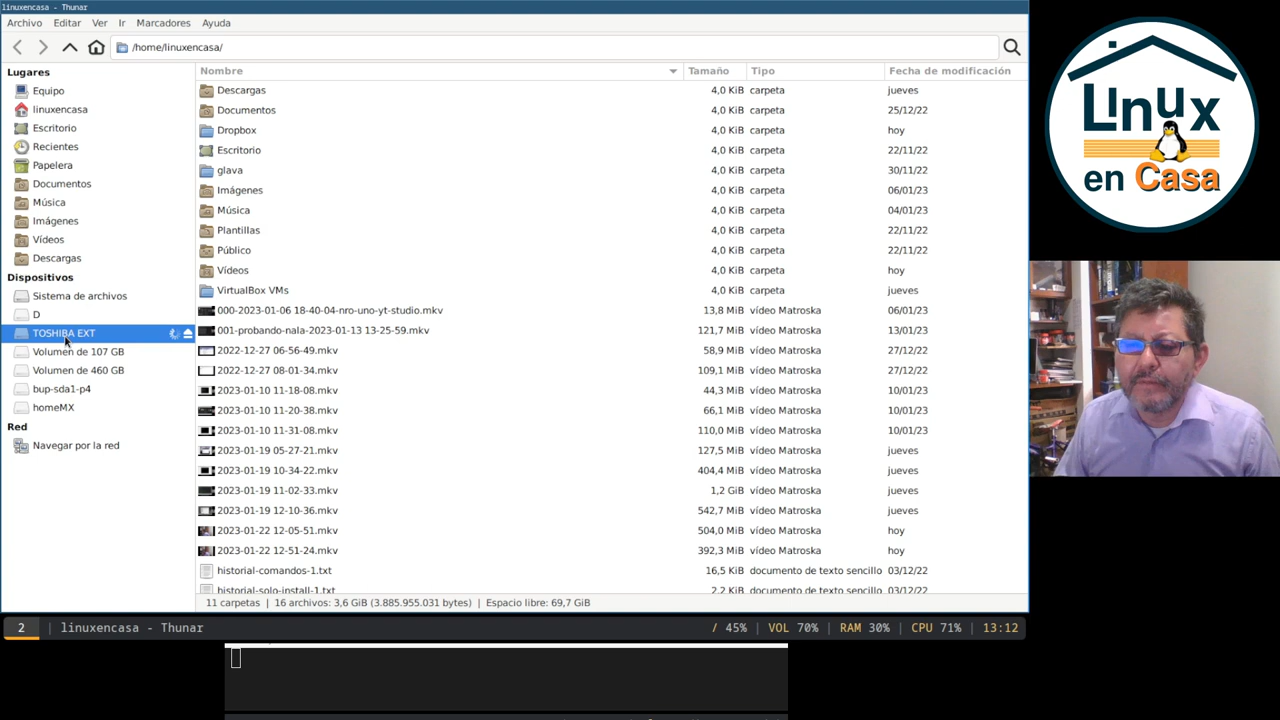 linuxencasa - Thunar
Archivo Editar Ver Ir Marcadores Ayuda
/home/linuxencasa/
Lugares
Equipo
linuxencasa
Escritorio
Recientes
Papelera
Documentos
Música
Imágenes
Vídeos
Descargas
Dispositivos
Sistema de archivos
D
TOSHIBA EXT
Volumen de 107 GB
Volumen de 460 GB
bup-sda1-p4
homeMX
Red
Navegar por la red
Nombre Tamaño Tipo Fecha de modificación
Descargas 4,0 KiB carpeta jueves
Documentos 4,0 KiB carpeta 25/12/22
Dropbox 4,0 KiB carpeta hoy
Escritorio 4,0 KiB carpeta 22/11/22
glava 4,0 KiB carpeta 30/11/22
Imágenes 4,0 KiB carpeta 06/01/23
Música 4,0 KiB carpeta 04/01/23
Plantillas 4,0 KiB carpeta 22/11/22
Público 4,0 KiB carpeta 22/11/22
Vídeos 4,0 KiB carpeta hoy
VirtualBox VMs 4,0 KiB carpeta
000-2023-01-06 18-40-04-nro-uno-yt-studio.mkv 13,8 MiB vídeo Matroska 06/01/23
001-probando-nala-2023-01-13 13-25-59.mkv 121,7 MiB vídeo Matroska 13/01/23
2022-12-27 06-56-49.mkv 58,9 MiB vídeo Matroska 27/12/22
2022-12-27 08-01-34.mkv 109,1 MiB vídeo Matroska 27/12/22
2023-01-10 11-18-08.mkv 44,3 MiB vídeo Matroska 10/01/23
2023-01-10 11-20-38.mkv 66,1 MiB vídeo Matroska 10/01/23
2023-01-10 11-31-08.mkv 110,0 MiB vídeo Matroska 10/01/23
2023-01-19 05-27-21.mkv 127,5 MiB vídeo Matroska jueves
2023-01-19 10-34-22.mkv 404,4 MiB vídeo Matroska jueves
2023-01-19 11-02-33.mkv 1,2 GiB vídeo Matroska jueves
2023-01-19 12-10-36.mkv 542,7 MiB vídeo Matroska jueves
2023-01-22 12-05-51.mkv 504,0 MiB vídeo Matroska hoy
2023-01-22 12-51-24.mkv 392,3 MiB vídeo Matroska hoy
historial-comandos-1.txt 16,5 KiB documento de texto sencillo 03/12/22
historial-solo-install-1.txt 2,2 KiB documento de texto sencillo 03/12/22
11 carpetas | 16 archivos: 3,6 GiB (3.885.955.031 bytes) | Espacio libre: 69,7 GiB
2 | linuxencasa - Thunar / 45% | VOL 70% | RAM 30% | CPU 71% | 13:12
Linux
en Casa